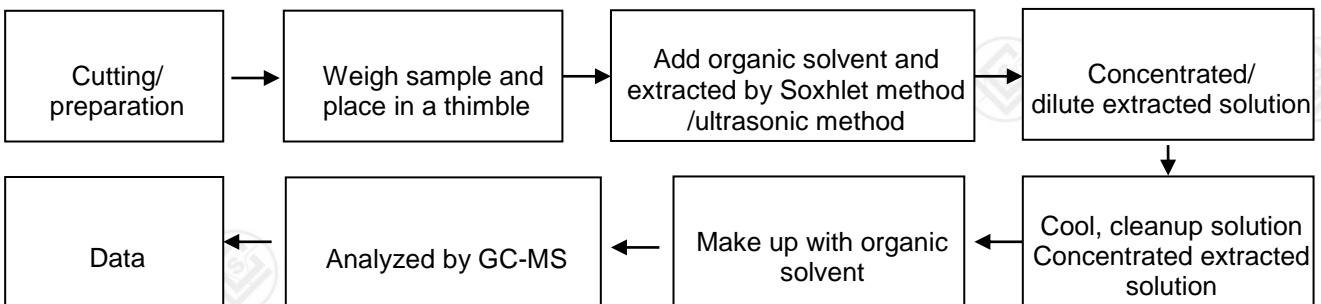 Cutting/
preparation
Weigh sample and
place in a thimble
Add organic solvent and
extracted by Soxhlet method
/ultrasonic method
Concentrated/
dilute extracted solution
Cool, cleanup solution
Concentrated extracted
solution
Make up with organic
solvent
Analyzed by GC-MS
Data